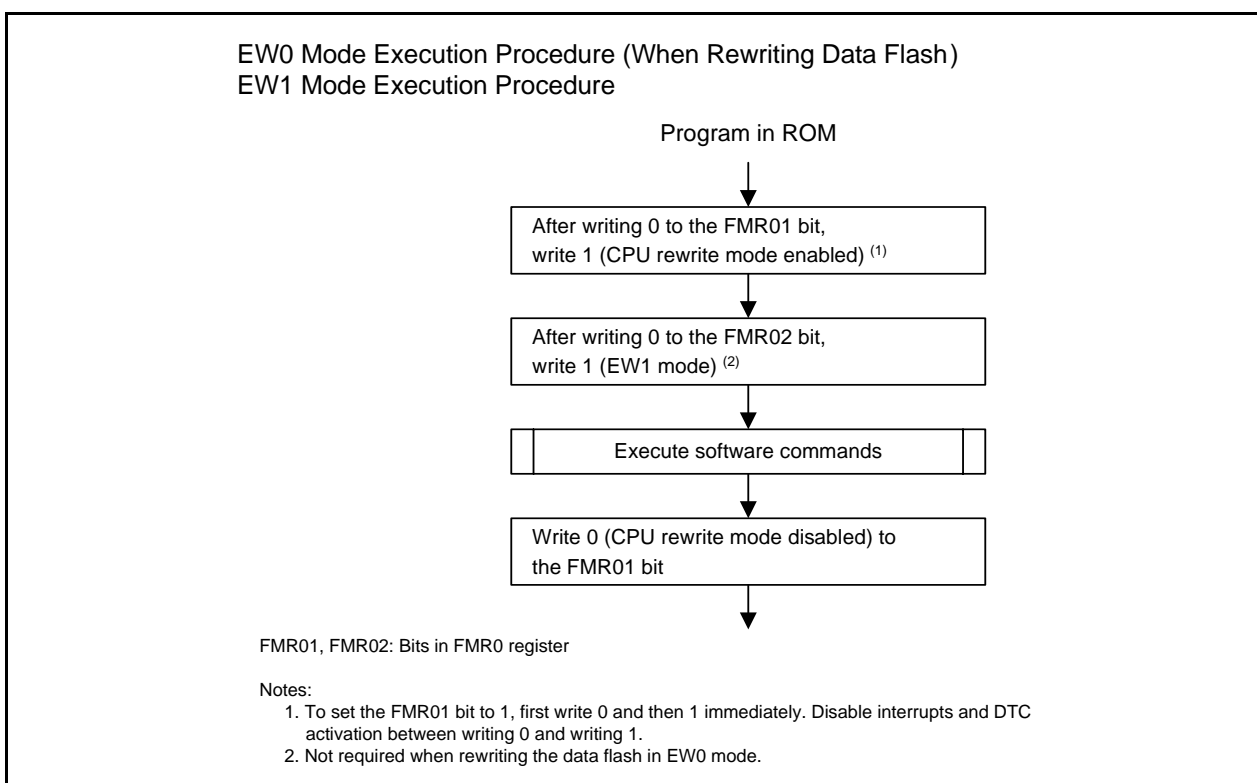 EW0 Mode Execution Procedure (When Rewriting Data Flash)
EW1 Mode Execution Procedure
Program in ROM
After writing 0 to the FMR01 bit,
write 1 (CPU rewrite mode enabled) (1)
After writing 0 to the FMR02 bit,
write 1 (EW1 mode) (2)
Execute software commands
Write 0 (CPU rewrite mode disabled) to
the FMR01 bit
FMR01, FMR02: Bits in FMR0 register
Notes:
1. To set the FMR01 bit to 1, first write 0 and then 1 immediately. Disable interrupts and DTC
activation between writing 0 and writing 1.
2. Not required when rewriting the data flash in EW0 mode.